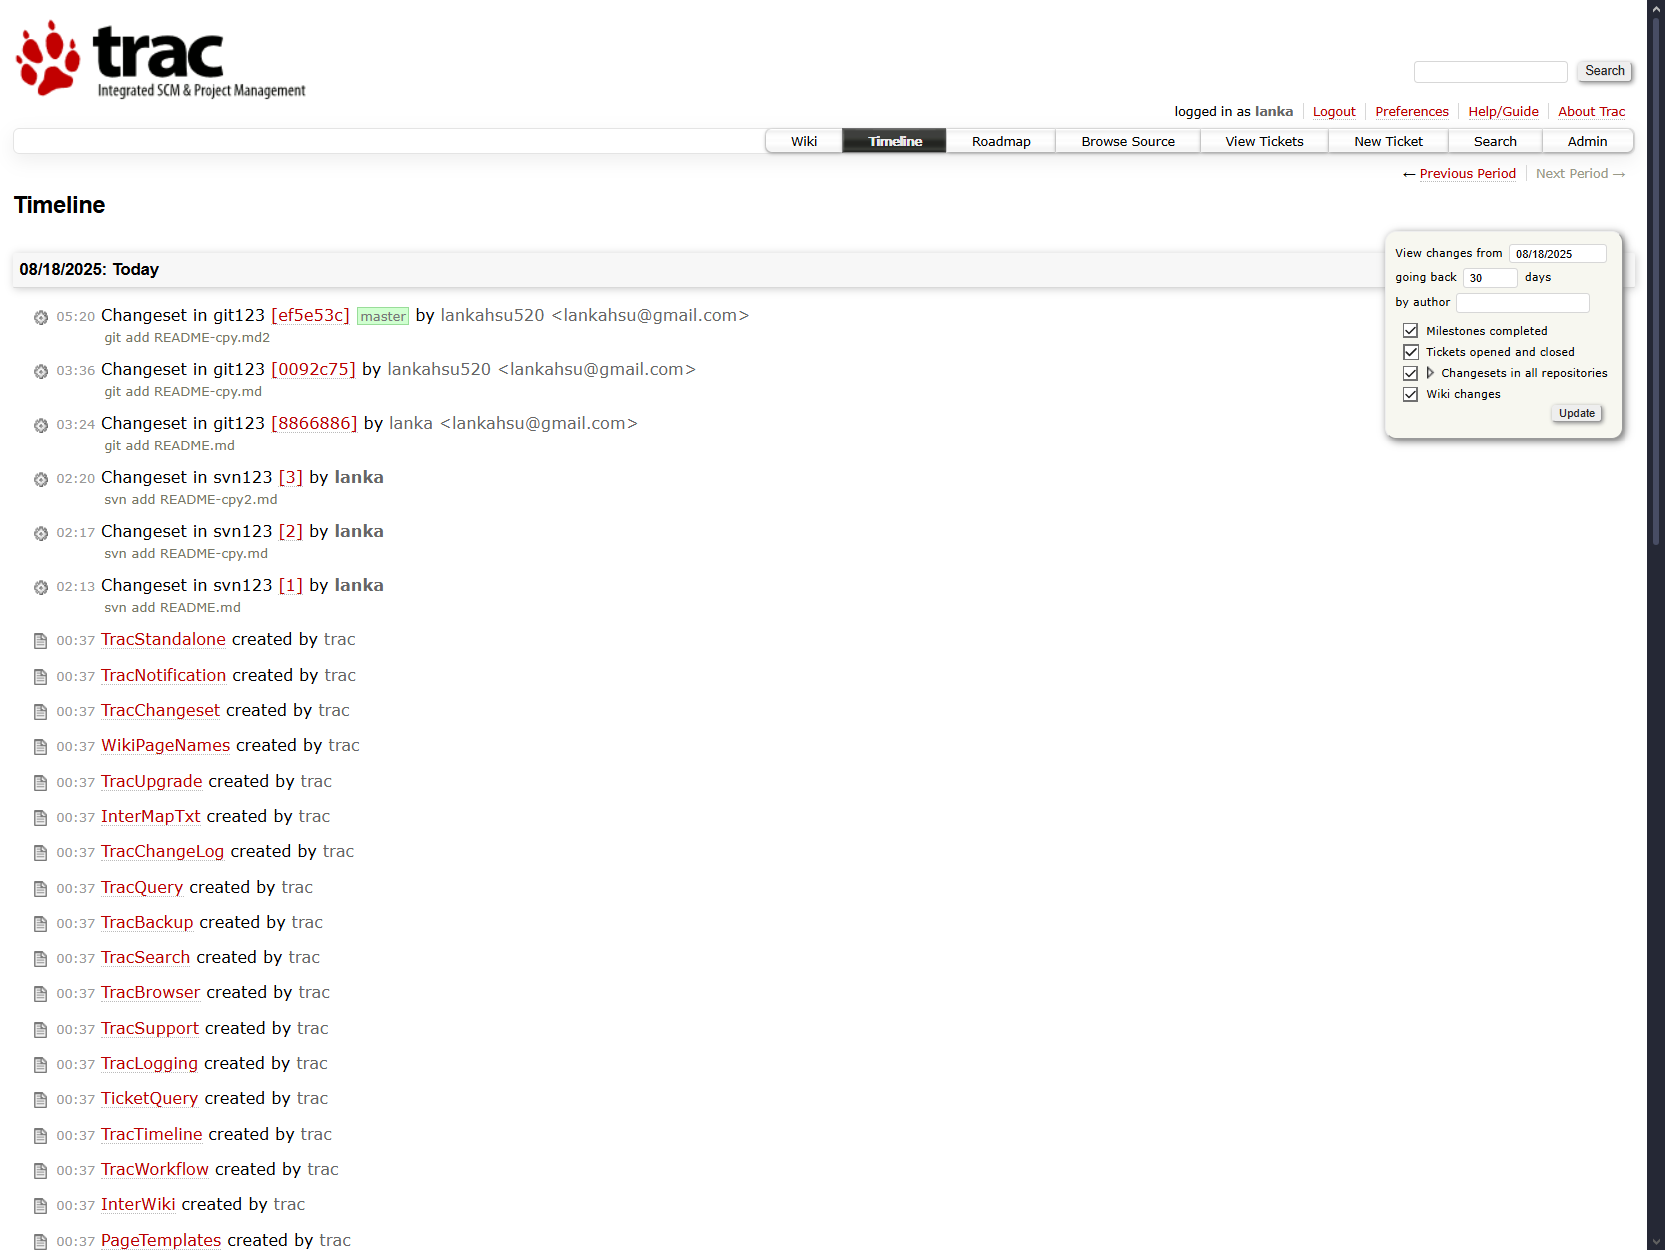 trac
Integrated SCM & Project Management
Search
logged in as lanka Logout Preferences Help/Guide About Trac
Wiki Timeline Roadmap Browse Source View Tickets New Ticket Search Admin
← Previous Period Next Period →
Timeline
08/18/2025: Today
View changes from 08/18/2025
going back 30 days
by author
Milestones completed
Tickets opened and closed
Changesets in all repositories
Wiki changes
Update
05:20 Changeset in git123 [ef5e53c] master by lankahsu520 <lankahsu@gmail.com>
git add README-cpy.md2
03:36 Changeset in git123 [0092c75] by lankahsu520 <lankahsu@gmail.com>
git add README-cpy.md
03:24 Changeset in git123 [8866886] by lanka <lankahsu@gmail.com>
git add README.md
02:20 Changeset in svn123 [3] by lanka
svn add README-cpy2.md
02:17 Changeset in svn123 [2] by lanka
svn add README-cpy.md
02:13 Changeset in svn123 [1] by lanka
svn add README.md
00:37 TracStandalone created by trac
00:37 TracNotification created by trac
00:37 TracChangeset created by trac
00:37 WikiPageNames created by trac
00:37 TracUpgrade created by trac
00:37 InterMapTxt created by trac
00:37 TracChangeLog created by trac
00:37 TracQuery created by trac
00:37 TracBackup created by trac
00:37 TracSearch created by trac
00:37 TracBrowser created by trac
00:37 TracSupport created by trac
00:37 TracLogging created by trac
00:37 TicketQuery created by trac
00:37 TracTimeline created by trac
00:37 TracWorkflow created by trac
00:37 InterWiki created by trac
00:37 PageTemplates created by trac